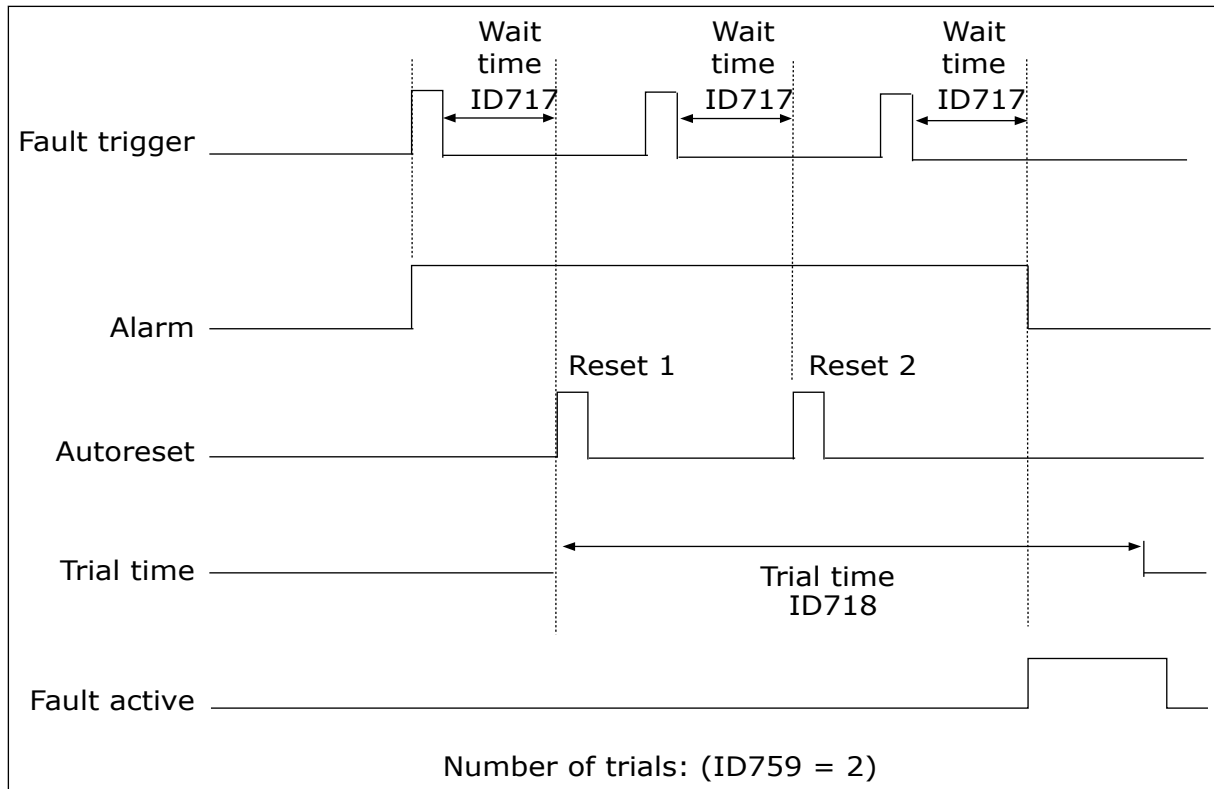 Wait
time
ID717
Wait
time
ID717
Wait
time
ID717
Fault trigger
Alarm
Reset 1
Reset 2
Autoreset
Trial time
Trial time
ID718
Fault active
Number of trials: (ID759 = 2)